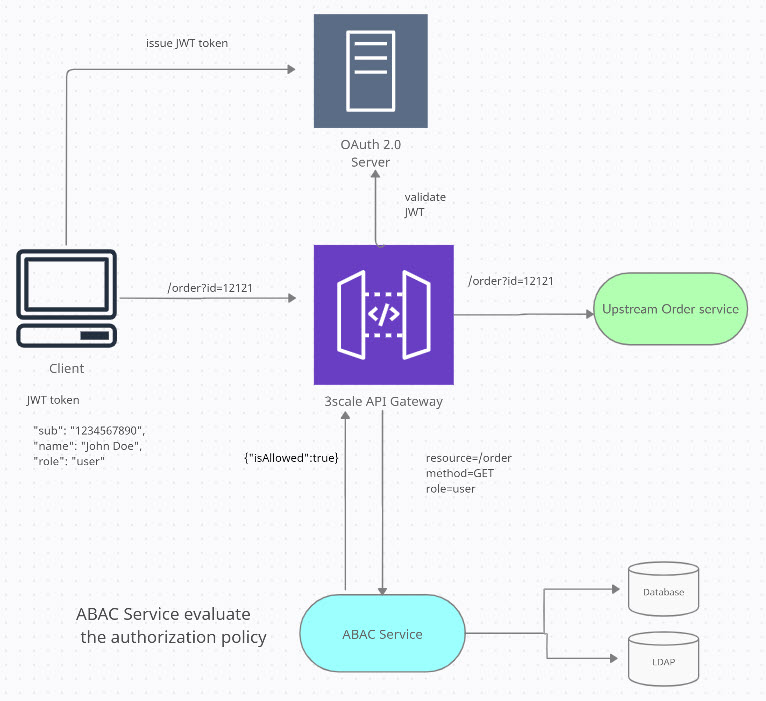 issue JWT token
OAuth 2.0
Server
validate
JWT
/order?id=12121
/order?id=12121
Upstream Order service
Client
3scale API Gateway
JWT token
"sub": "1234567890",
"name": "John Doe",
"role": "user"
{"isAllowed":true}
resource=/order
method=GET
role=user
ABAC Service evaluate
the authorization policy
ABAC Service
Database
LDAP